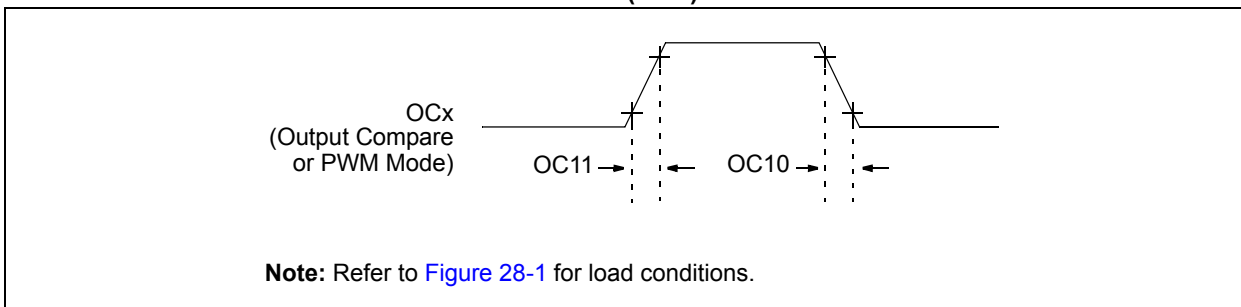 OCx
(Output Compare
or PWM Mode)
OC11
OC10
Note: Refer to Figure 28-1 for load conditions.